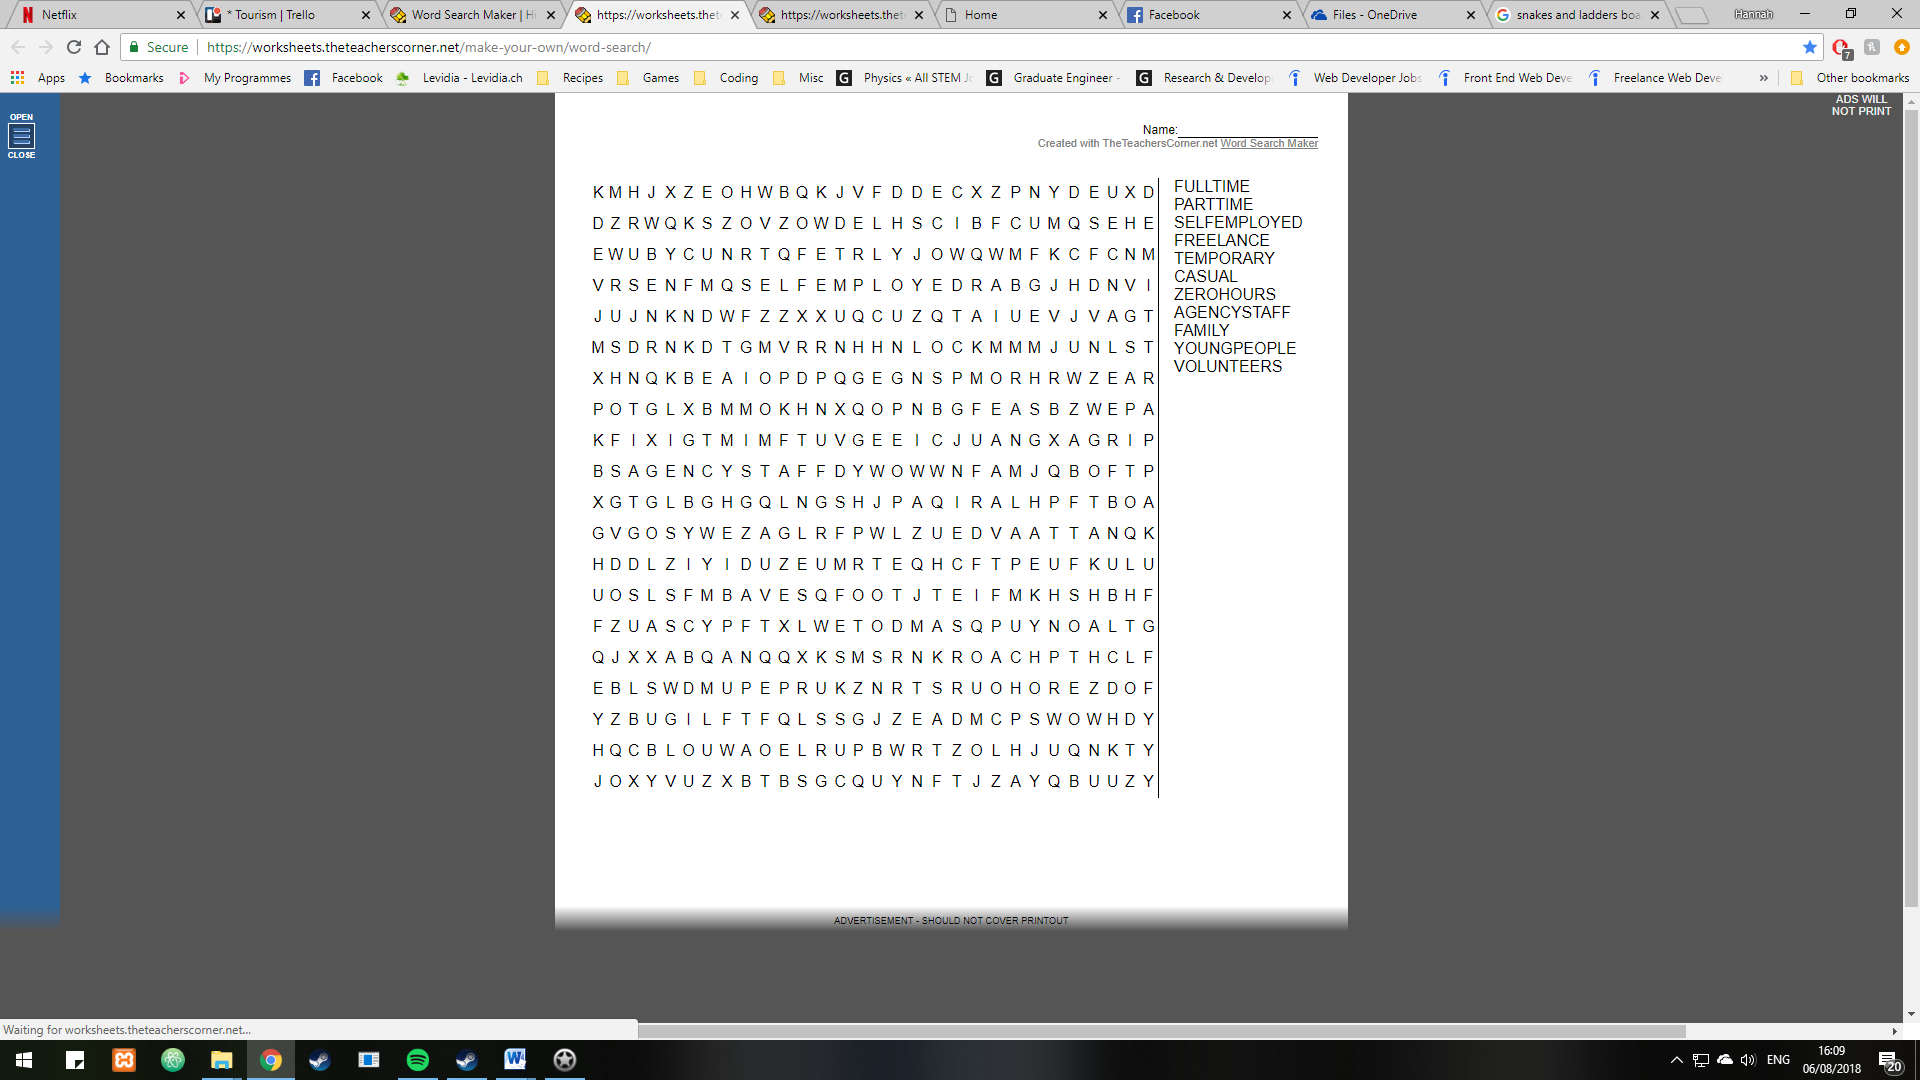 Netflix
* Tourism | Trello
Word Search Maker | Hi
https://worksheets.thet
https://worksheets.thet
Home
Facebook
Files - OneDrive
snakes and ladders boa
Hannah
Secure
https://worksheets.theteacherscorner.net/make-your-own/word-search/
7
Apps
Bookmarks
My Programmes
Facebook
Levidia - Levidia.ch
Recipes
Games
Coding
Misc
Physics « All STEM Jo
Graduate Engineer -
Research & Develop
Web Developer Jobs
Front End Web Deve
Freelance Web Deve
»
Other bookmarks
OPEN
CLOSE
ADS WILL
NOT PRINT
Name:
Created with TheTeachersCorner.net Word Search Maker
K M H J X Z E O H W B Q K J V F D D E C X Z P N Y D E U X D
D Z R W Q K S Z O V Z O W D E L H S C I B F C U M Q S E H E
E W U B Y C U N R T Q F E T R L Y J O W Q W M F K C F C N M
V R S E N F M Q S E L F E M P L O Y E D R A B G J H D N V I
J U J N K N D W F Z Z X X U Q C U Z Q T A I U E V J V A G T
M S D R N K D T G M V R R N H H N L O C K M M M J U N L S T
X H N Q K B E A I O P D P Q G E G N S P M O R H R W Z E A R
P O T G L X B M M O K H N X Q O P N B G F E A S B Z W E P A
K F I X I G T M I M F T U V G E E I C J U A N G X A G R I P
B S A G E N C Y S T A F F D Y W O W W N F A M J Q B O F T P
X G T G L B G H G Q L N G S H J P A Q I R A L H P F T B O A
G V G O S Y W E Z A G L R F P W L Z U E D V A A T T A N Q K
H D D L Z I Y I D U Z E U M R T E Q H C F T P E U F K U L U
U O S L S F M B A V E S Q F O O T J T E I F M K H S H B H F
F Z U A S C Y P F T X L W E T O D M A S Q P U Y N O A L T G
Q J X X A B Q A N Q Q X K S M S R N K R O A C H P T H C L F
E B L S W D M U P E P R U K Z N R T S R U O H O R E Z D O F
Y Z B U G I L F T F Q L S S G J Z E A D M C P S W O W H D Y
H Q C B L O U W A O E L R U P B W R T Z O L H J U Q N K T Y
J O X Y V U Z X B T B S G C Q U Y N F T J Z A Y Q B U U Z Y
FULLTIME
PARTTIME
SELFEMPLOYED
FREELANCE
TEMPORARY
CASUAL
ZEROHOURS
AGENCYSTAFF
FAMILY
YOUNGPEOPLE
VOLUNTEERS
ADVERTISEMENT - SHOULD NOT COVER PRINTOUT
Waiting for worksheets.theteacherscorner.net...
ENG
16:09
06/08/2018
20